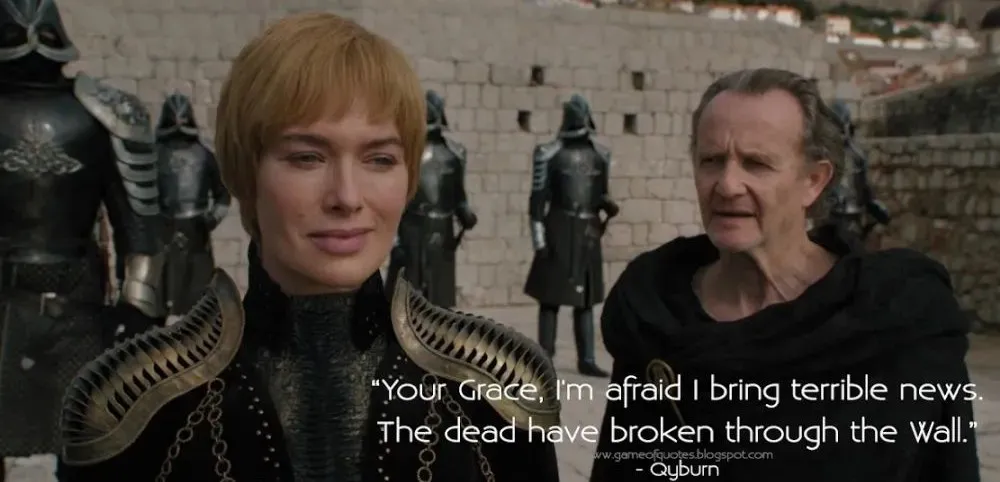 “Your Grace, I'm afraid I bring terrible news.
The dead have broken through the Wall.”
www.gameofquotes.blogspot.com
- Qyburn